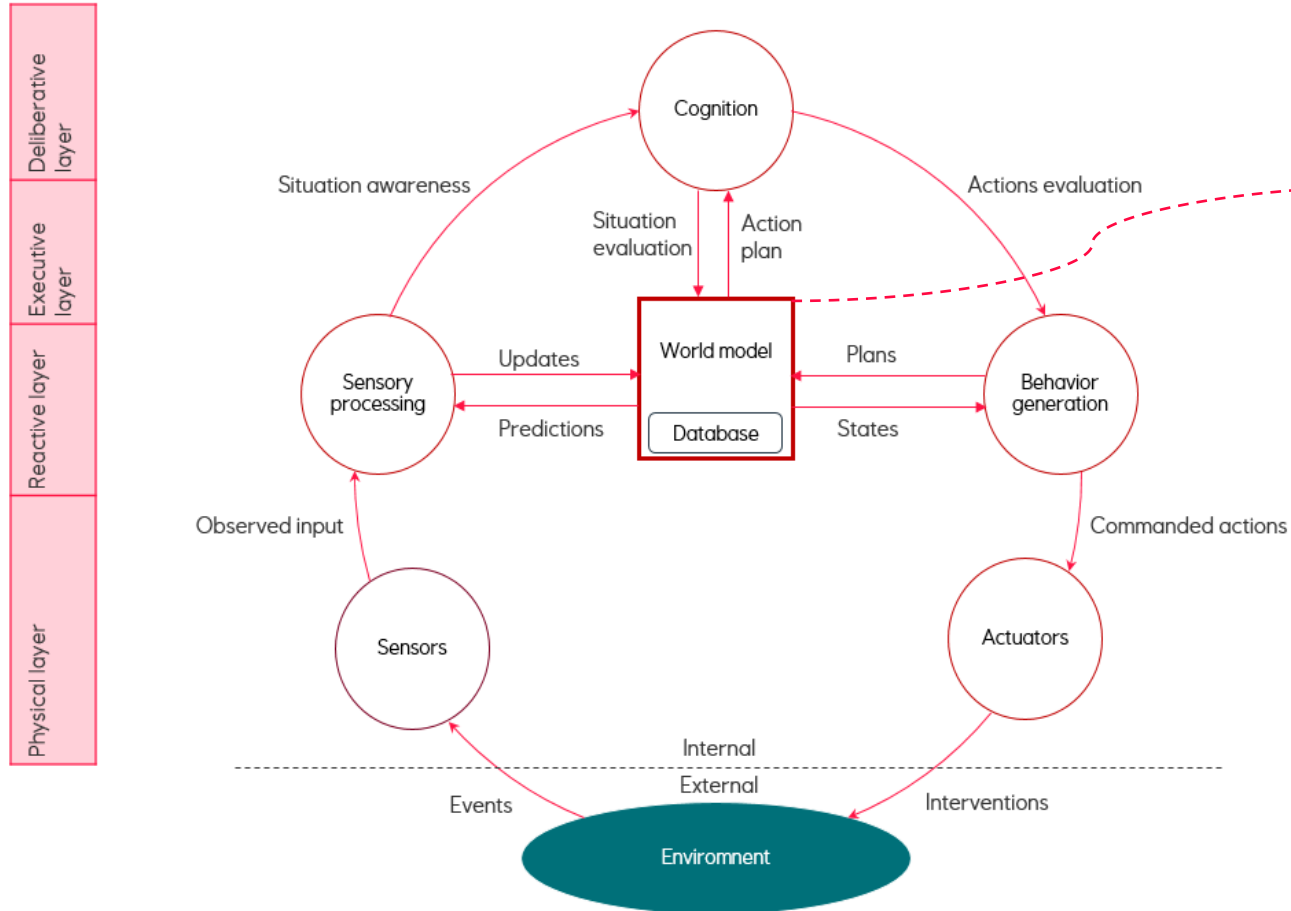 Deliberative
layer
Executive
layer
Reactive layer
Physical layer
Cognition
Situation awareness
Actions evaluation
Situation
evaluation
Action
plan
World model
Database
Sensory
processing
Updates
Predictions
Plans
States
Behavior
generation
Observed input
Commanded actions
Sensors
Actuators
Internal
External
Events
Interventions
Enviromnent